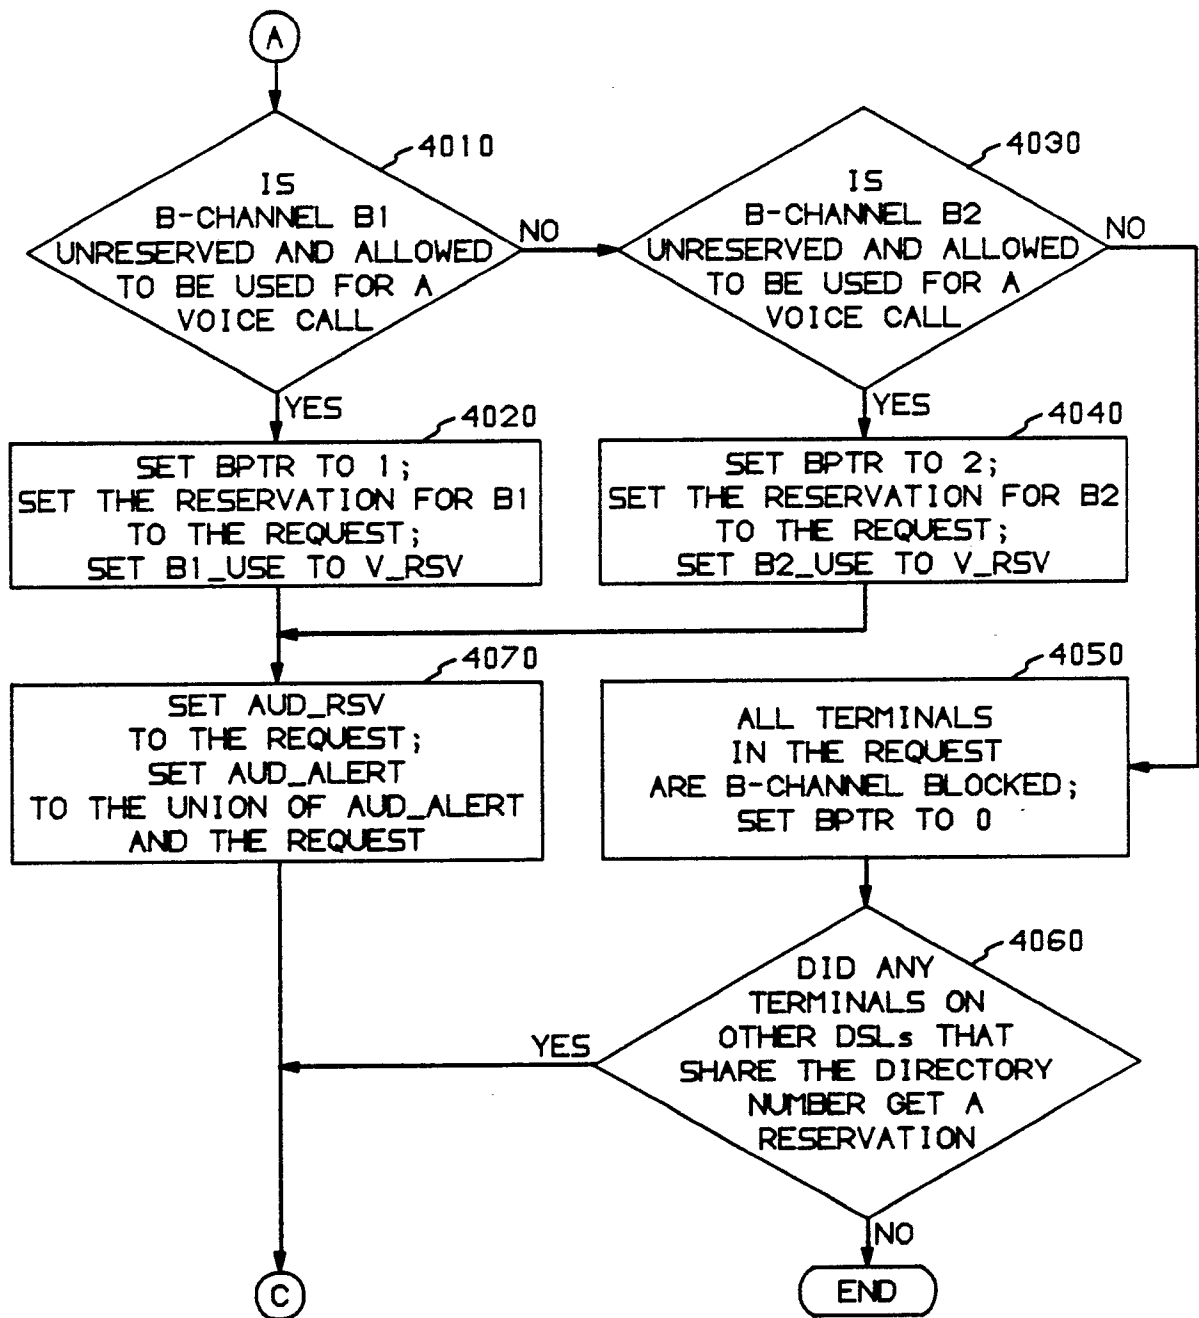 A
4010
IS
B-CHANNEL B1
UNRESERVED AND ALLOWED
TO BE USED FOR A
VOICE CALL
NO
YES
4030
IS
B-CHANNEL B2
UNRESERVED AND ALLOWED
TO BE USED FOR A
VOICE CALL
NO
YES
4020
SET BPTR TO 1;
SET THE RESERVATION FOR B1
TO THE REQUEST;
SET B1_USE TO V_RSV
4040
SET BPTR TO 2;
SET THE RESERVATION FOR B2
TO THE REQUEST;
SET B2_USE TO V_RSV
4070
SET AUD_RSV
TO THE REQUEST;
SET AUD_ALERT
TO THE UNION OF AUD_ALERT
AND THE REQUEST
4050
ALL TERMINALS
IN THE REQUEST
ARE B-CHANNEL BLOCKED;
SET BPTR TO 0
4060
DID ANY
TERMINALS ON
OTHER DSLs THAT
SHARE THE DIRECTORY
NUMBER GET A
RESERVATION
YES
NO
C
END